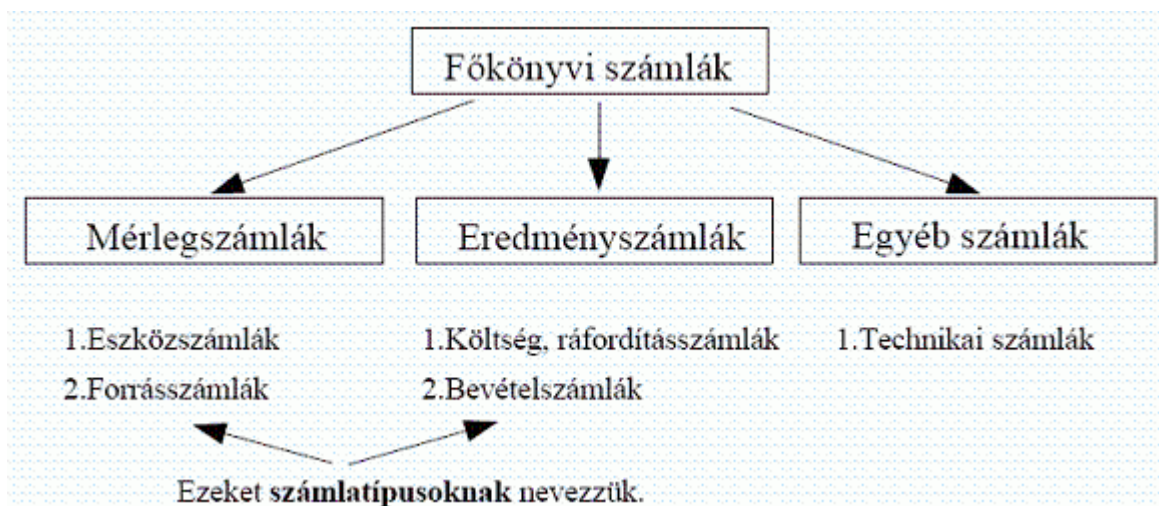 Főkönyvi számlák
Mérlegszámlák
Eredményszámlák
Egyéb számlák
1.Eszközszámlák
2.Forrásszámlák
1.Költség, ráfordításszámlák
2.Bevételszámlák
1.Technikai számlák
Ezeket számlatípusoknak nevezzük.